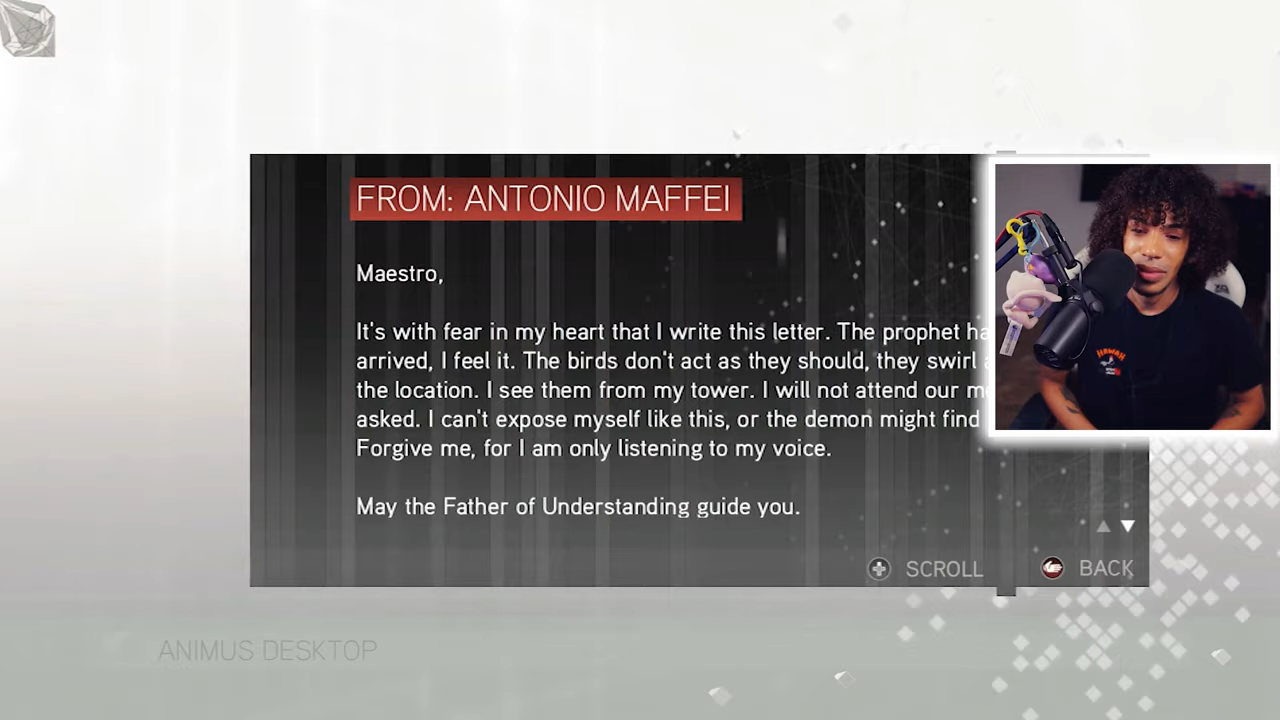 FROM: ANTONIO MAFFEI
Maestro,
It's with fear in my heart that I write this letter. The prophet
arrived, I feel it. The birds don't act as they should, they swirl
the location. I see them from my tower. I will not attend our
asked. I can't expose myself like this, or the demon might find
Forgive me, for I am only listening to my voice.
May the Father of Understanding guide you.
SCROLL
BACK
ANIMUS DESKTOP